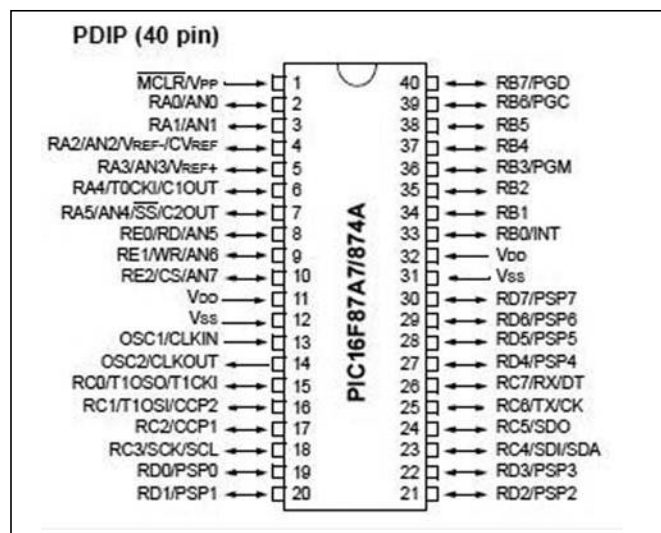 PDIP (40 pin)
MCLR/VPP 1 40 RB7/PGD
RA0/AN0 2 39 RB6/PGC
RA1/AN1 3 38 RB5
RA2/AN2/VREF-/CVREF 4 37 RB4
RA3/AN3/VREF+ 5 36 RB3/PGM
RA4/T0CKI/C1OUT 6 35 RB2
RA5/AN4/SS/C2OUT 7 34 RB1
RE0/RD/AN5 8 33 RB0/INT
RE1/WR/AN6 9 32 VDD
RE2/CS/AN7 10 31 VSS
VDD 11 30 RD7/PSP7
VSS 12 29 RD6/PSP6
OSC1/CLKIN 13 28 RD5/PSP5
OSC2/CLKOUT 14 27 RD4/PSP4
RC0/T1OSO/T1CKI 15 26 RC7/RX/DT
RC1/T1OSI/CCP2 16 25 RC6/TX/CK
RC2/CCP1 17 24 RC5/SDO
RC3/SCK/SCL 18 23 RC4/SDI/SDA
RD0/PSP0 19 22 RD3/PSP3
RD1/PSP1 20 21 RD2/PSP2
PIC16F87A7/874A